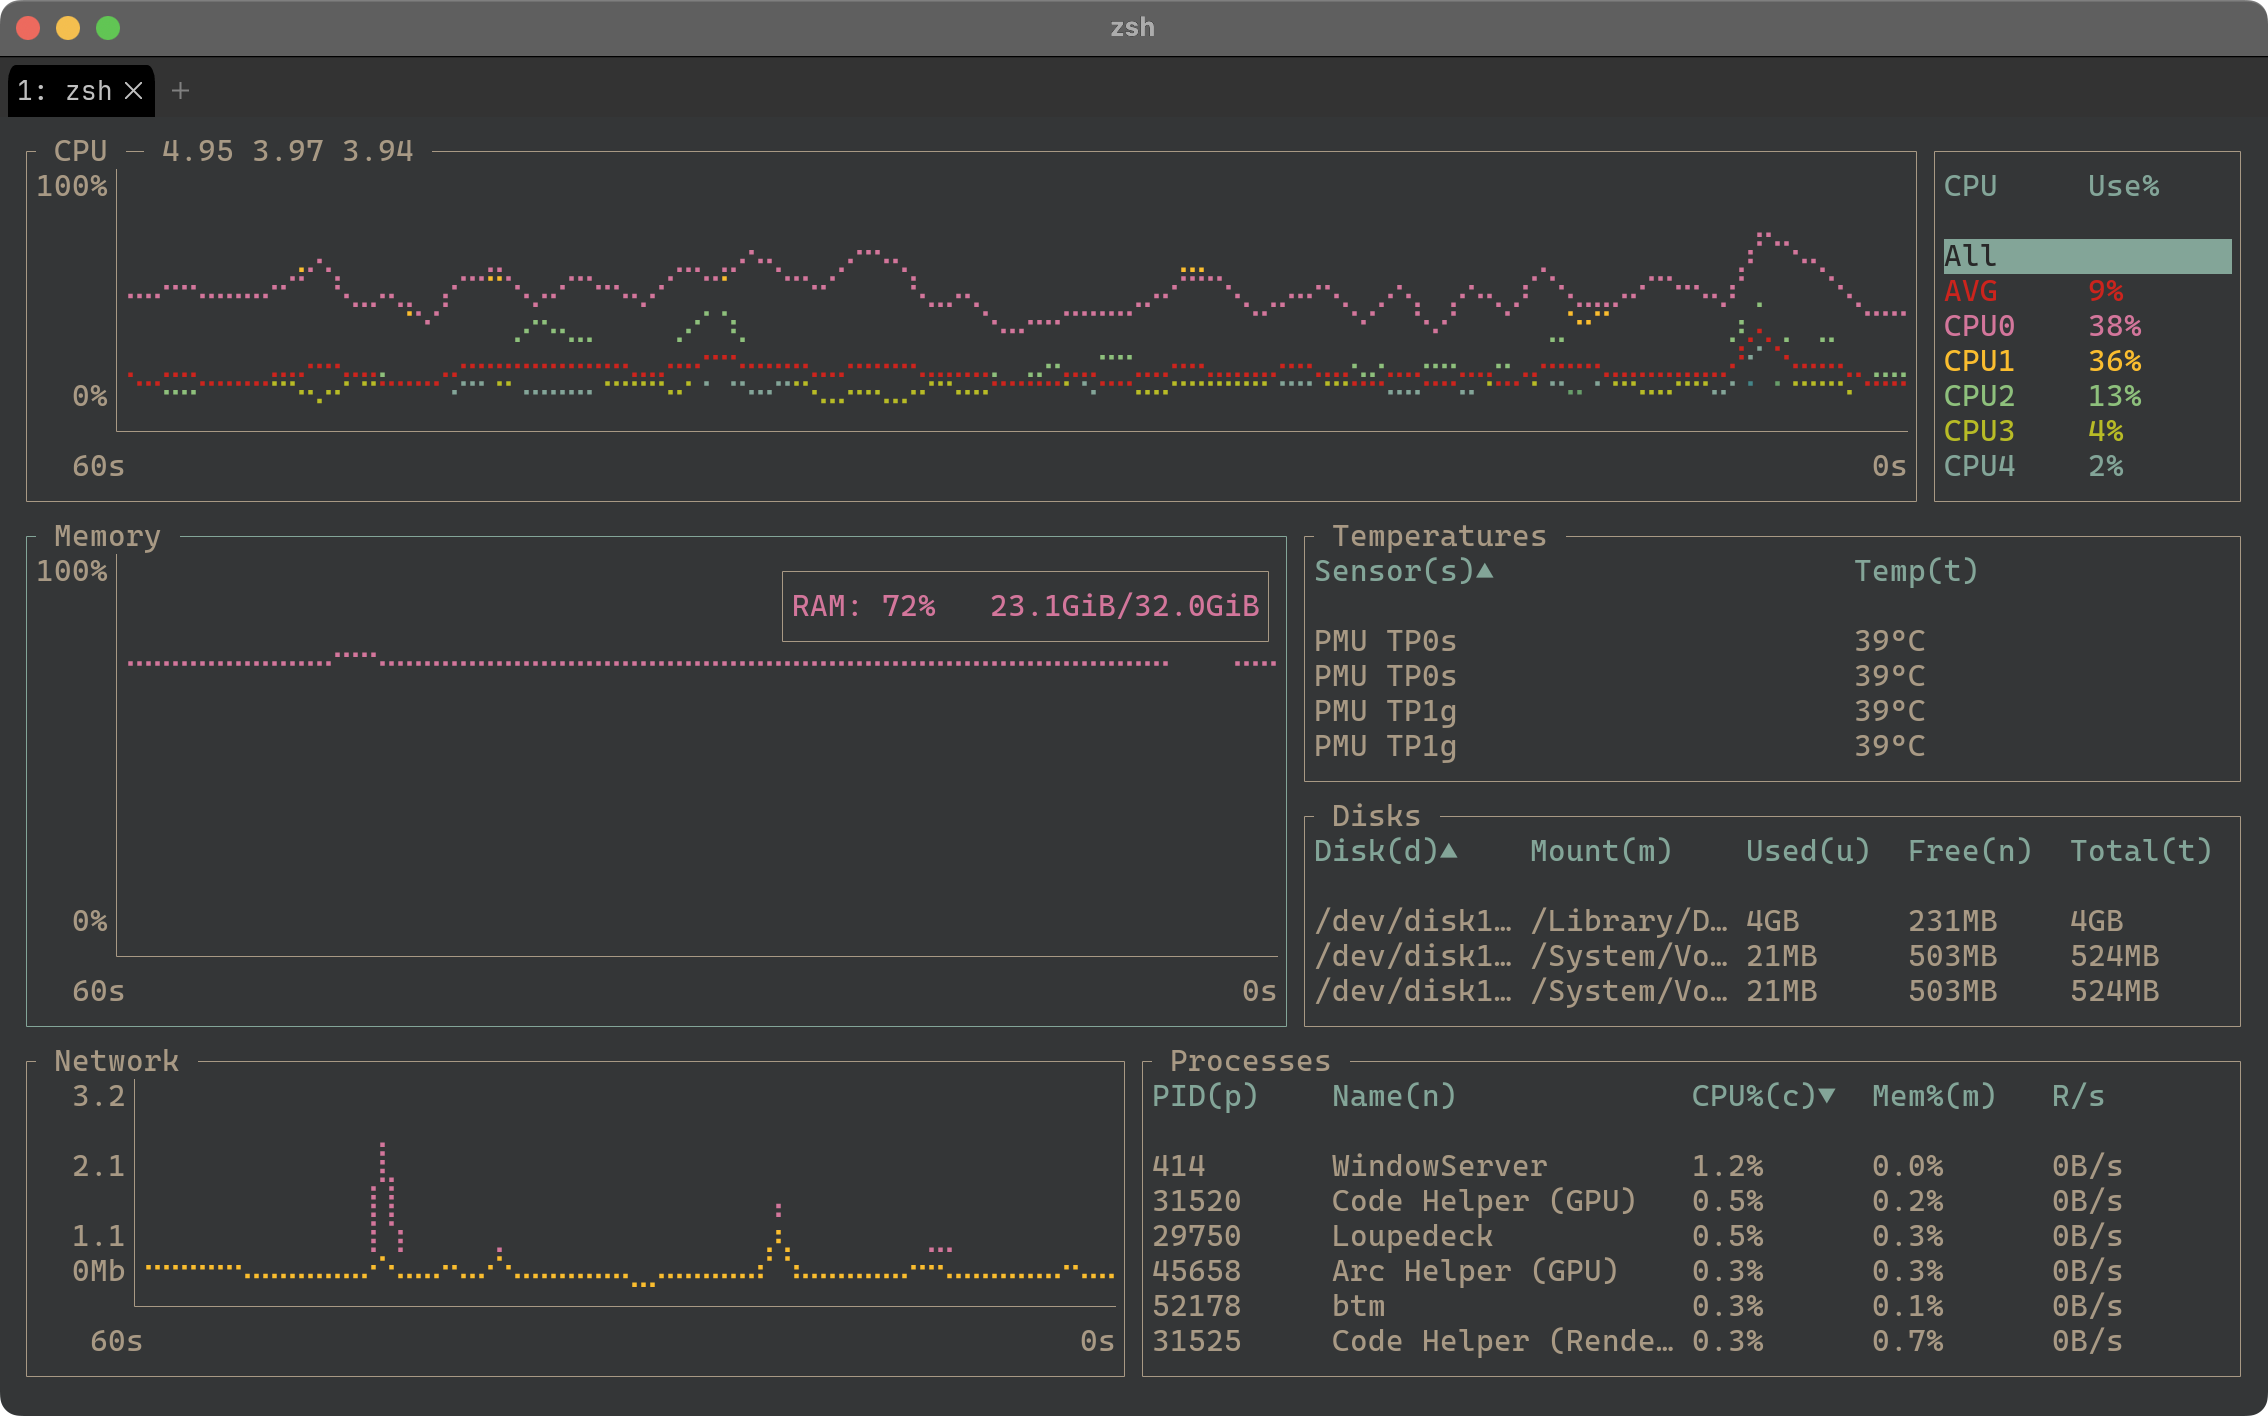 zsh
1: zsh × +
CPU — 4.95 3.97 3.94
100%
0%
60s 0s
CPU Use%
All
AVG 9%
CPU0 38%
CPU1 36%
CPU2 13%
CPU3 4%
CPU4 2%
Memory
100%
RAM: 72% 23.1GiB/32.0GiB
0%
60s 0s
Temperatures
Sensor(s)▲ Temp(t)
PMU TP0s 39°C
PMU TP0s 39°C
PMU TP1g 39°C
PMU TP1g 39°C
Disks
Disk(d)▲ Mount(m) Used(u) Free(n) Total(t)
/dev/disk1… /Library/D… 4GB 231MB 4GB
/dev/disk1… /System/Vo… 21MB 503MB 524MB
/dev/disk1… /System/Vo… 21MB 503MB 524MB
Network
3.2
2.1
1.1
0Mb
60s 0s
Processes
PID(p) Name(n) CPU%(c)▼ Mem%(m) R/s
414 WindowServer 1.2% 0.0% 0B/s
31520 Code Helper (GPU) 0.5% 0.2% 0B/s
29750 Loupedeck 0.5% 0.3% 0B/s
45658 Arc Helper (GPU) 0.3% 0.3% 0B/s
52178 btm 0.3% 0.1% 0B/s
31525 Code Helper (Rende… 0.3% 0.7% 0B/s